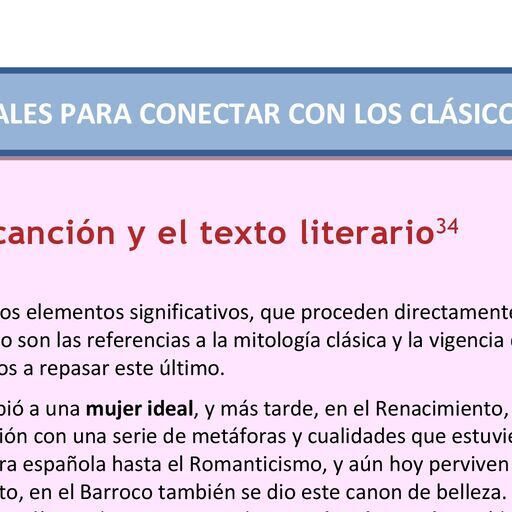 ALES PARA CONECTAR CON LOS CLÁSICO
canción y el texto literario34
os elementos significativos, que proceden directamente
o son las referencias a la mitología clásica y la vigencia
os a repasar este último.
bió a una mujer ideal, y más tarde, en el Renacimiento,
ión con una serie de metáforas y cualidades que estuvie
ra española hasta el Romanticismo, y aún hoy perviven
to, en el Barroco también se dio este canon de belleza.